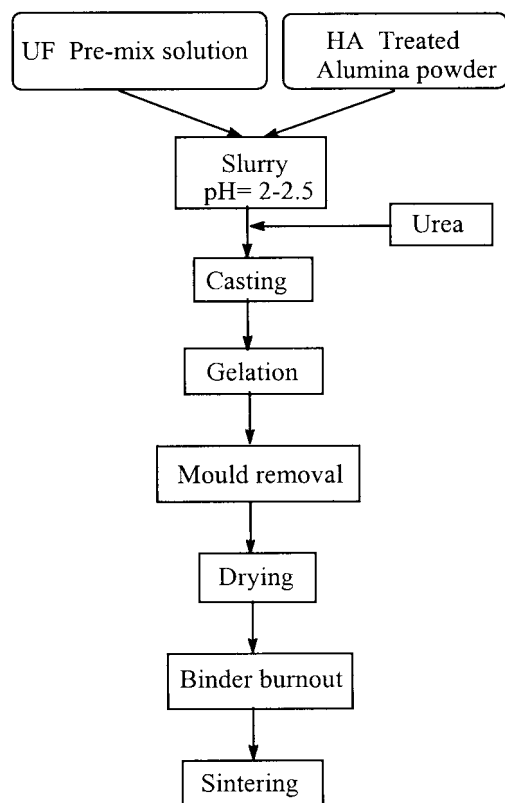 UF Pre-mix solution
HA Treated
Alumina powder
Slurry
pH= 2-2.5
Urea
Casting
Gelation
Mould removal
Drying
Binder burnout
Sintering